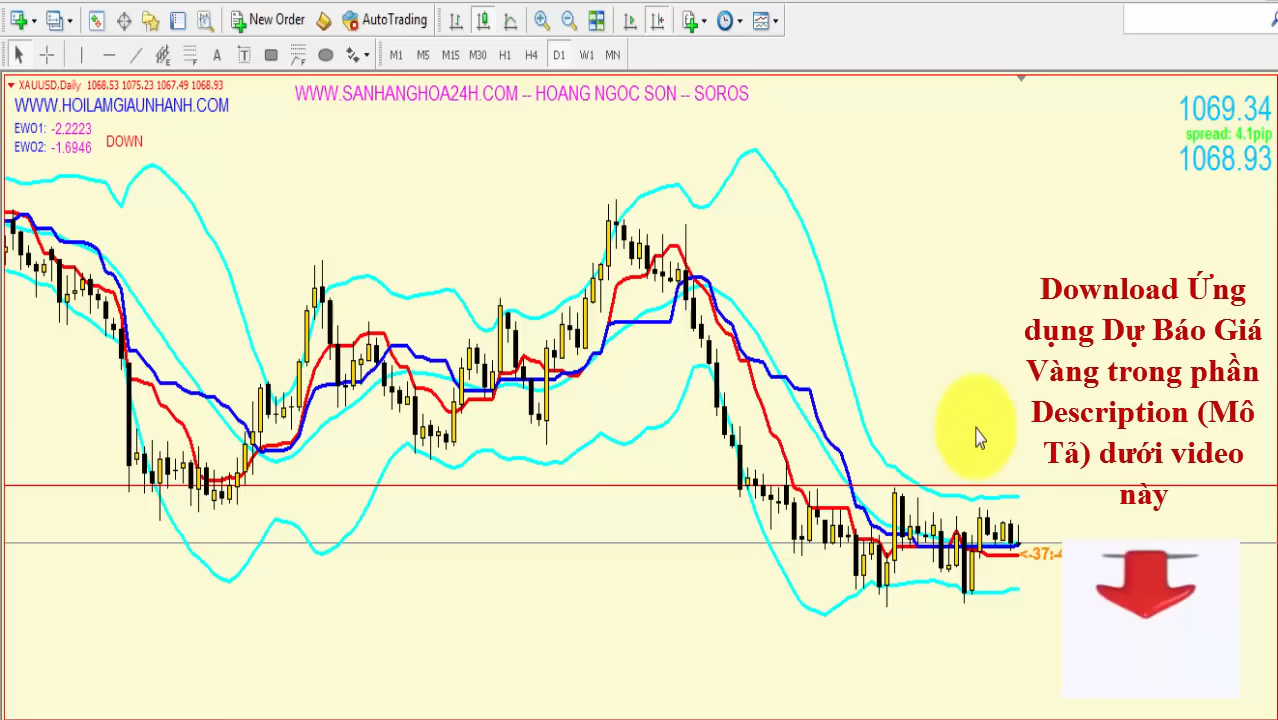 New Order
AutoTrading
A
T
E
F
M1 M5 M15 M30 H1 H4 D1 W1 MN
XAUUSD,Daily 1068.53 1075.23 1067.49 1068.93
WWW.HOILAMGIAUNHANH.COM
WWW.SANHANGHOA24H.COM -- HOANG NGOC SON -- SOROS
EWO1: -2.2223
EWO2: -1.6946
DOWN
1069.34
spread: 4.1pip
1068.93
Download Ứng
dụng Dự Báo Giá
Vàng trong phần
Description (Mô
Tả) dưới video
này
<-37:4